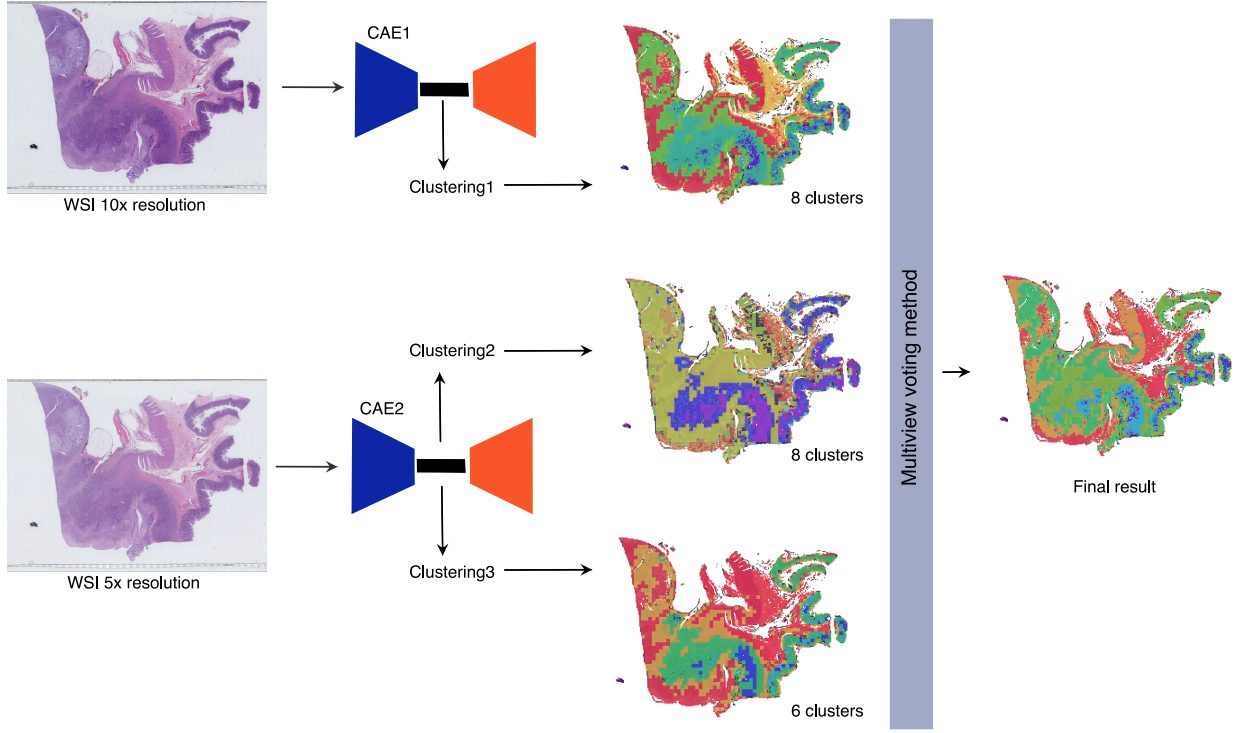 CAE1
Clustering1
WSI 10x resolution
8 clusters
Clustering2
CAE2
8 clusters
Clustering3
WSI 5x resolution
6 clusters
Multiview voting method
Final result